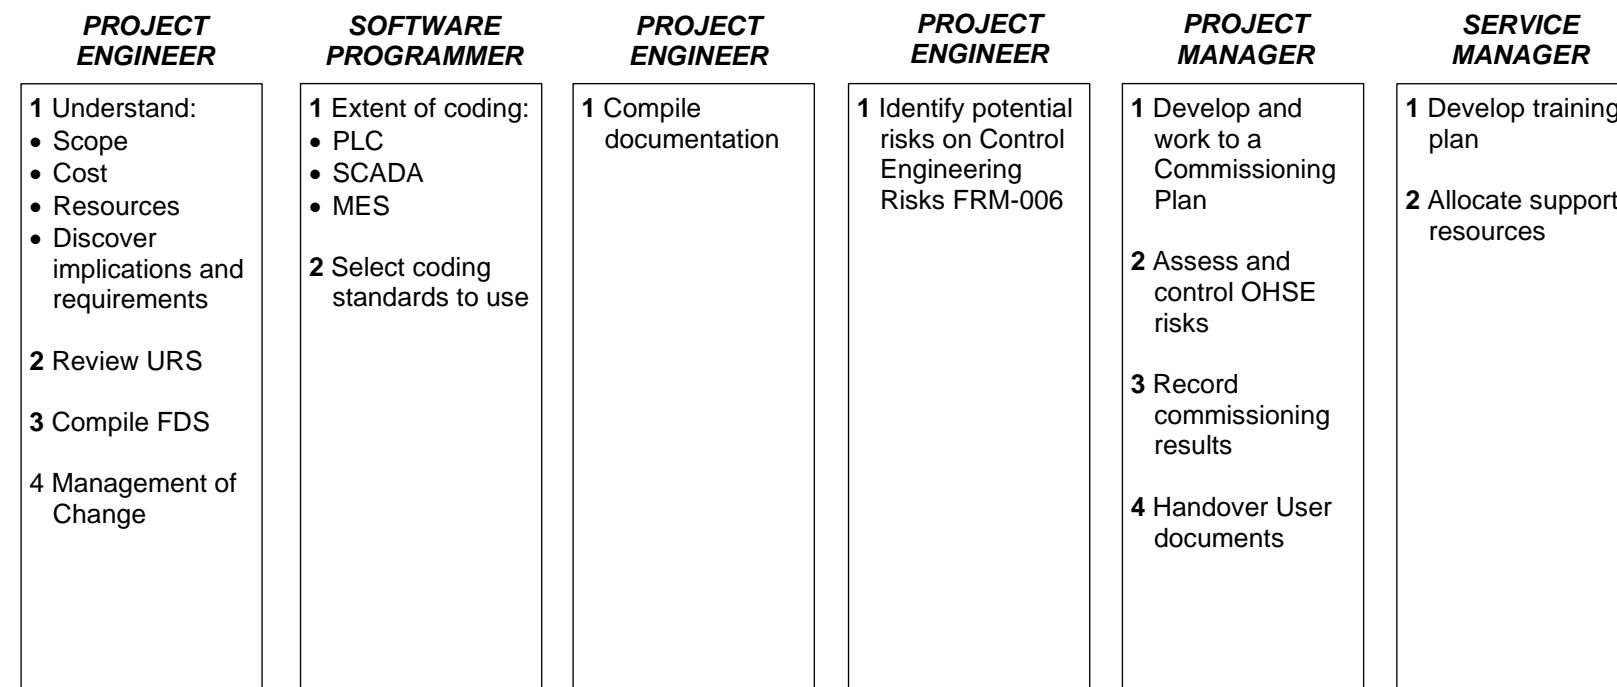 PROJECT
ENGINEER
1 Understand:
• Scope
• Cost
• Resources
• Discover
implications and
requirements
2 Review URS
3 Compile FDS
4 Management of
Change
SOFTWARE
PROGRAMMER
1 Extent of coding:
• PLC
• SCADA
• MES
2 Select coding
standards to use
PROJECT
ENGINEER
1 Compile
documentation
PROJECT
ENGINEER
1 Identify potential
risks on Control
Engineering
Risks FRM-006
PROJECT
MANAGER
1 Develop and
work to a
Commissioning
Plan
2 Assess and
control OHSE
risks
3 Record
commissioning
results
4 Handover User
documents
SERVICE
MANAGER
1 Develop training
plan
2 Allocate support
resources